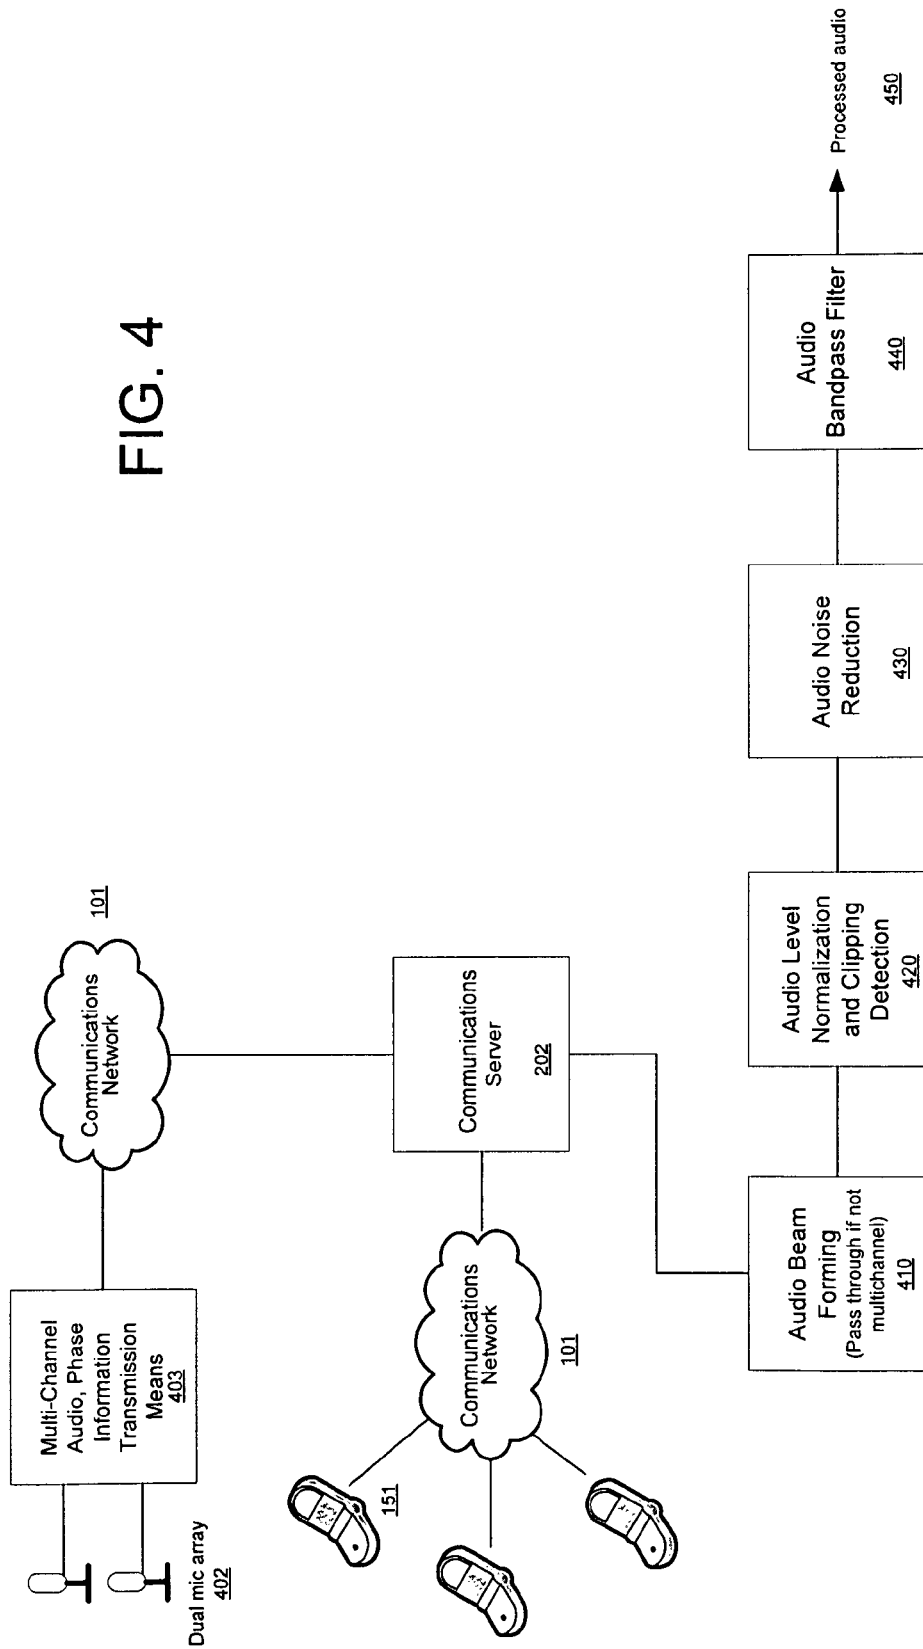 FIG. 4
Dual mic array
402
Multi-Channel
Audio, Phase
Information
Transmission
Means
403
Communications
Network
101
151
Communications
Network
101
Communications
Server
202
Audio Beam
Forming
(Pass through if not
multichannel)
410
Audio Level
Normalization
and Clipping
Detection
420
Audio Noise
Reduction
430
Audio
Bandpass Filter
440
Processed audio
450